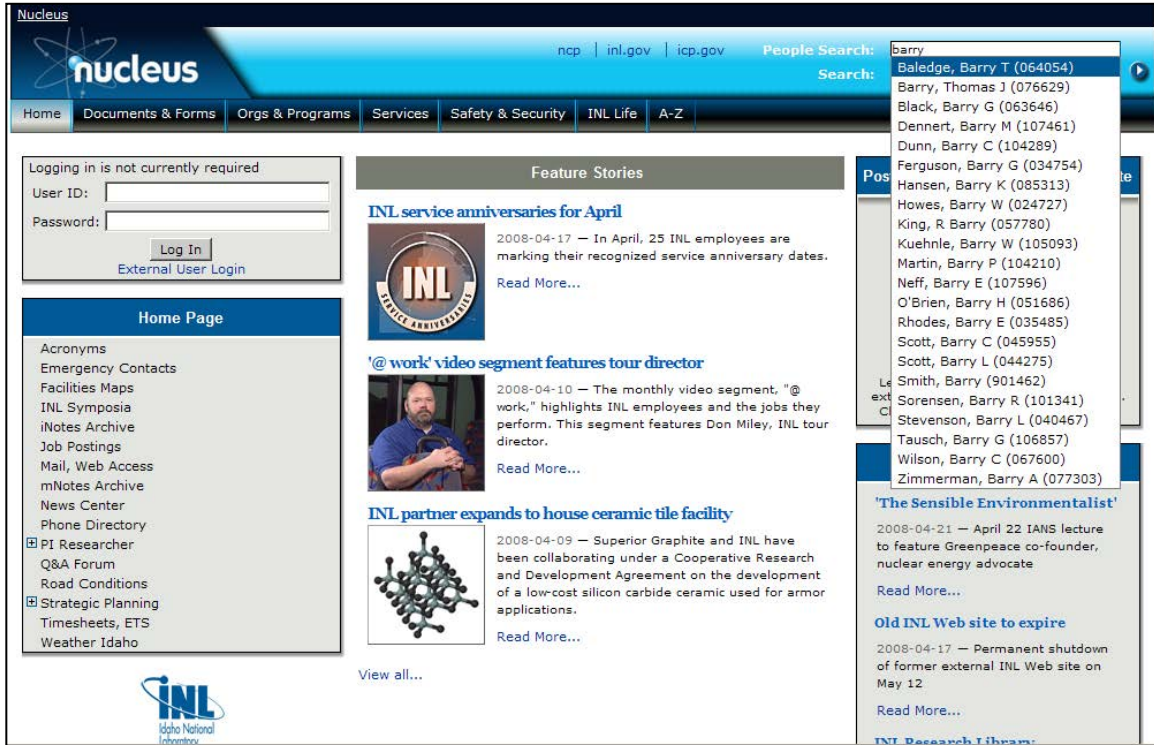 Nucleus
nucleus
ncp | inl.gov | icp.gov
People Search: barry
Search:
Baledge, Barry T (064054)
Barry, Thomas J (076629)
Black, Barry G (063646)
Dennert, Barry M (107461)
Dunn, Barry C (104289)
Ferguson, Barry G (034754)
Hansen, Barry K (085313)
Howes, Barry W (024727)
King, R Barry (057780)
Kuehnle, Barry W (105093)
Martin, Barry P (104210)
Neff, Barry E (107596)
O'Brien, Barry H (051686)
Rhodes, Barry E (035485)
Scott, Barry C (045955)
Scott, Barry L (044275)
Smith, Barry (901462)
Sorensen, Barry R (101341)
Stevenson, Barry L (040467)
Tausch, Barry G (106857)
Wilson, Barry C (067600)
Zimmerman, Barry A (077303)
Home Documents & Forms Orgs & Programs Services Safety & Security INL Life A-Z
Logging in is not currently required
User ID:
Password:
Log In
External User Login
Home Page
Acronyms
Emergency Contacts
Facilities Maps
INL Symposia
iNotes Archive
Job Postings
Mail, Web Access
mNotes Archive
News Center
Phone Directory
PI Researcher
Q&A Forum
Road Conditions
Strategic Planning
Timesheets, ETS
Weather Idaho
INL
Idaho National
Laboratory
Feature Stories
INL service anniversaries for April
INL
SERVICE ANNIVERSARIES
2008-04-17 — In April, 25 INL employees are
marking their recognized service anniversary dates.
Read More...
'@ work' video segment features tour director
2008-04-10 — The monthly video segment, "@
work," highlights INL employees and the jobs they
perform. This segment features Don Miley, INL tour
director.
Read More...
INL partner expands to house ceramic tile facility
2008-04-09 — Superior Graphite and INL have
been collaborating under a Cooperative Research
and Development Agreement on the development
of a low-cost silicon carbide ceramic used for armor
applications.
Read More...
View all...
'The Sensible Environmentalist'
2008-04-21 — April 22 IANS lecture
to feature Greenpeace co-founder,
nuclear energy advocate
Read More...
Old INL Web site to expire
2008-04-17 — Permanent shutdown
of former external INL Web site on
May 12
Read More...
INL Research Library: